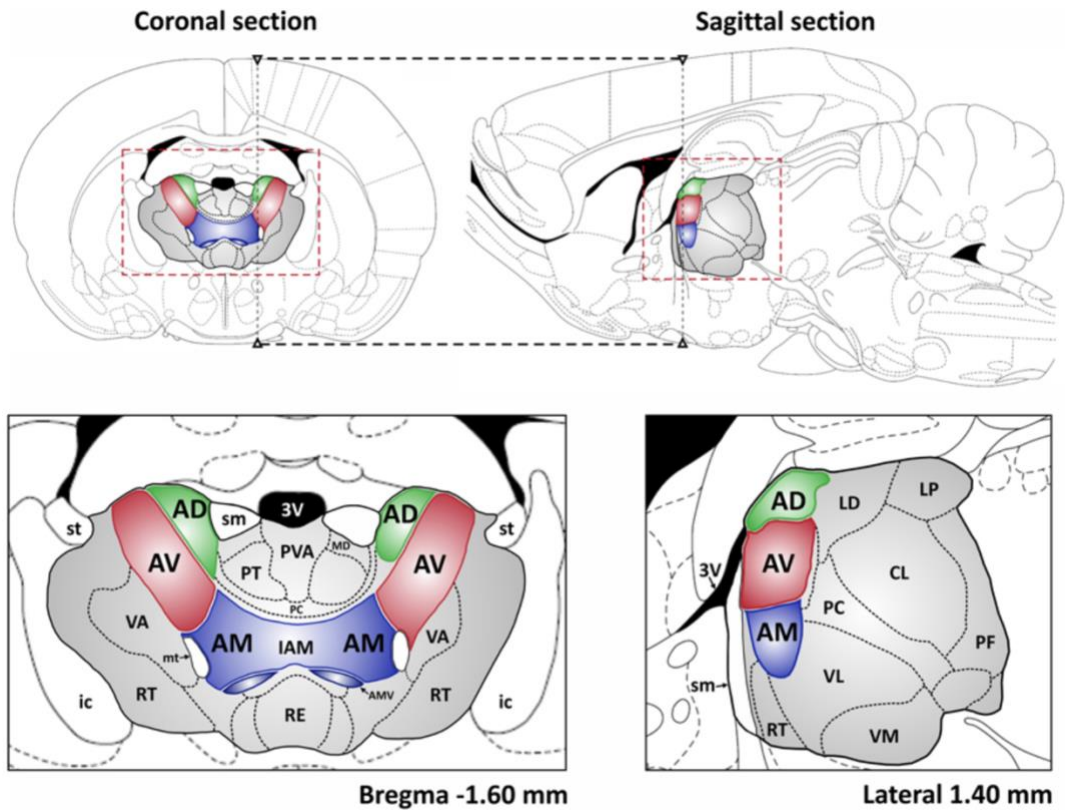 Coronal section
Sagittal section
AD
sm
3V
AD
st
st
AV
PVA
MD
AV
PT
PC
VA
AM
IAM
AM
VA
mt
ic
RT
AMV
RT
ic
RE
Bregma -1.60 mm
AD
LD
LP
AV
3V
CL
PC
AM
PF
VL
sm
RT
VM
Lateral 1.40 mm